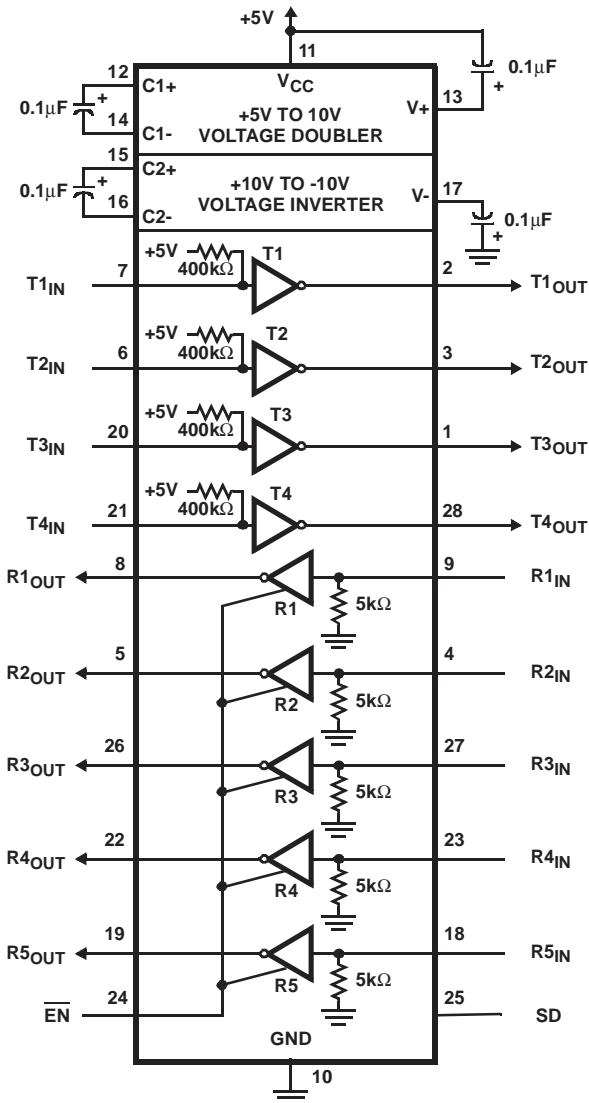 +5V
11
12
C1+
VCC
0.1μF
+
+
0.1μF
13
V+
14
C1-
+5V TO 10V
VOLTAGE DOUBLER
15
C2+
0.1μF
+
+10V TO -10V
VOLTAGE INVERTER
V-
17
16
C2-
0.1μF
+
+5V
400kΩ
T1
T1IN
7
2
T1OUT
+5V
400kΩ
T2
T2IN
6
3
T2OUT
+5V
400kΩ
T3
T3IN
20
1
T3OUT
+5V
400kΩ
T4
T4IN
21
28
T4OUT
R1OUT
8
9
R1IN
R1
5kΩ
R2OUT
5
4
R2IN
R2
5kΩ
R3OUT
26
27
R3IN
R3
5kΩ
R4OUT
22
23
R4IN
R4
5kΩ
R5OUT
19
18
R5IN
R5
5kΩ
EN
24
25
SD
GND
10